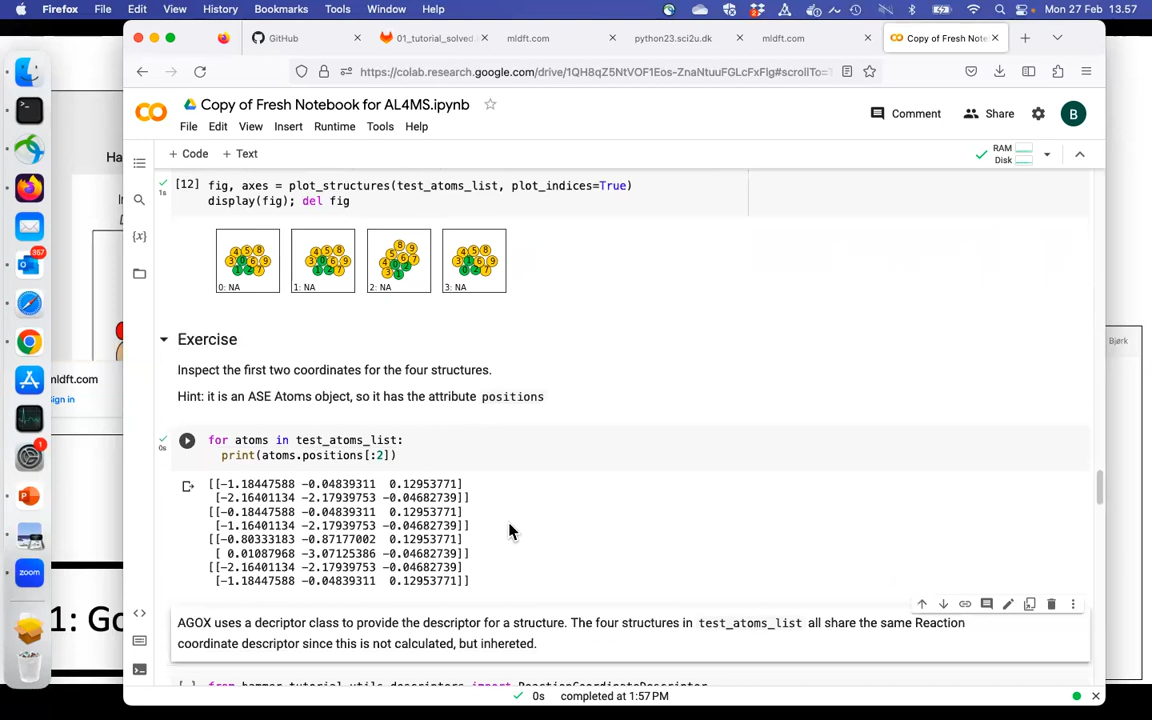 Firefox File Edit View History Bookmarks Tools Window Help Mon 27 Feb 13.57
GitHub 01_tutorial_solved. mldft.com python23.sci2u.dk mldft.com Copy of Fresh Note
https://colab.research.google.com/drive/1QH8qZ5NtVOF1Eos-ZnaNtuuFGLcFxFlg#scrollTo=
Copy of Fresh Notebook for AL4MS.ipynb
Comment Share B
File Edit View Insert Runtime Tools Help
+ Code + Text
RAM
Disk
[12] fig, axes = plot_structures(test_atoms_list, plot_indices=True)
display(fig); del fig
1s
0: NA 1: NA 2: NA 3: NA
Exercise
Inspect the first two coordinates for the four structures.
Hint: it is an ASE Atoms object, so it has the attribute positions
for atoms in test_atoms_list:
print(atoms.positions[:2])
0s
[[-1.18447588 -0.04839311 0.12953771]
[-2.16401134 -2.17939753 -0.04682739]]
[[-0.18447588 -0.04839311 0.12953771]
[-1.16401134 -2.17939753 -0.04682739]]
[[-0.80333183 -0.87177002 0.12953771]
[ 0.01087968 -3.07125386 -0.04682739]]
[[-2.16401134 -2.17939753 -0.04682739]
[-1.18447588 -0.04839311 0.12953771]]
AGOX uses a decriptor class to provide the descriptor for a structure. The four structures in test_atoms_list all share the same Reaction
coordinate descriptor since this is not calculated, but inhereted.
0s completed at 1:57PM
Ha
mldft.com
Sign in
1: Go
Bjørk
367
1
zoom